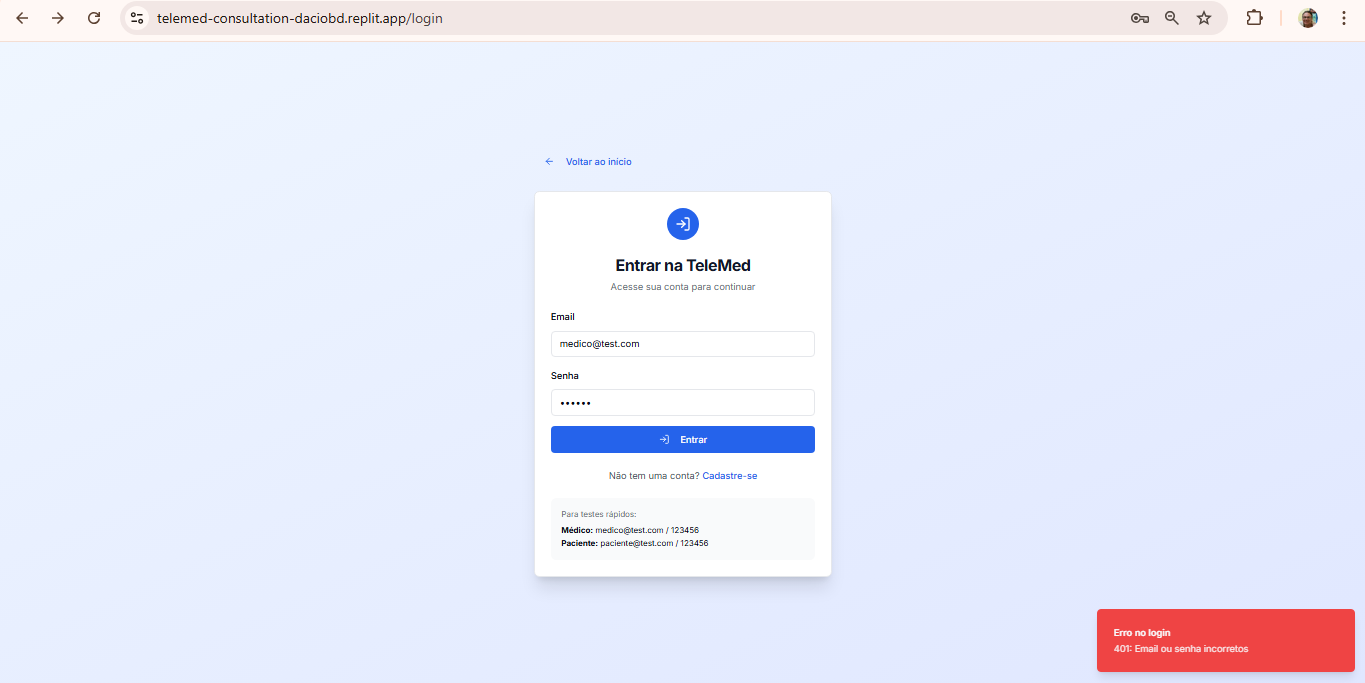 telemed-consultation-daciobd.replit.app/login
Voltar ao início
Entrar na TeleMed
Acesse sua conta para continuar
Email
medico@test.com
Senha
••••••
Entrar
Não tem uma conta? Cadastre-se
Para testes rápidos:
Médico: medico@test.com / 123456
Paciente: paciente@test.com / 123456
Erro no login
401: Email ou senha incorretos